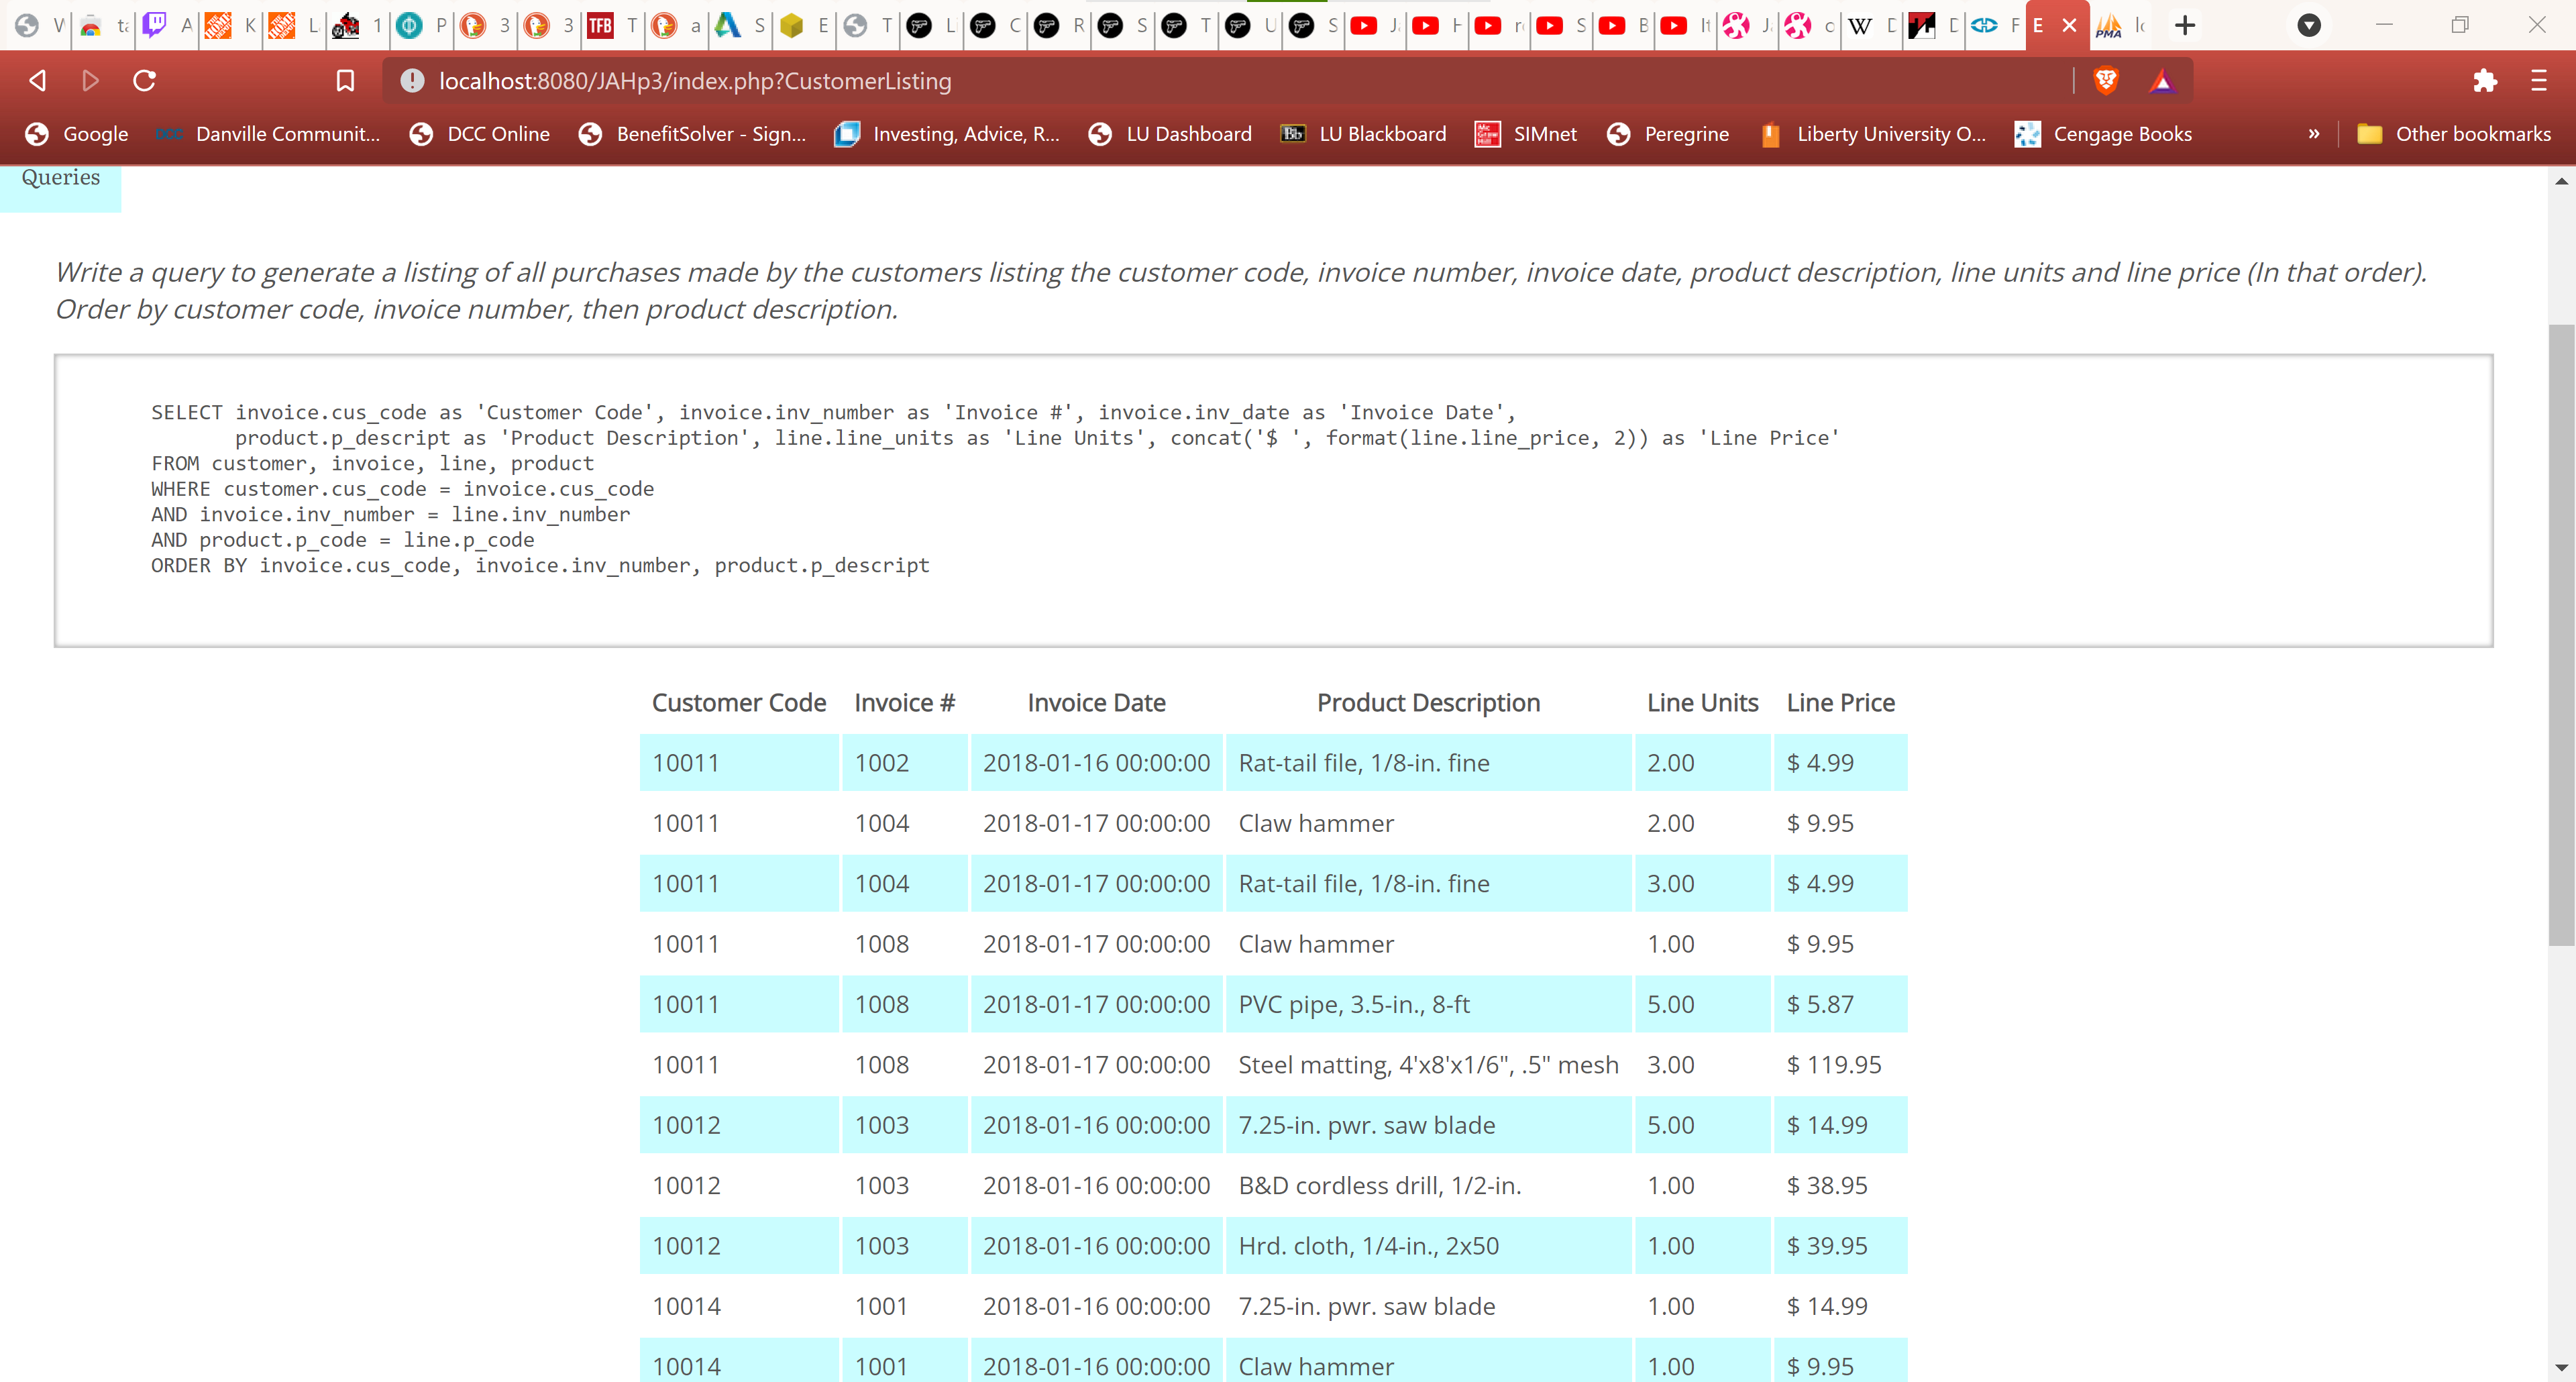 W t A K L 1 P 3 3 TFB T a S E T L C R S T U S J F r S B It J c W D D F E PMA lo
localhost:8080/JAHp3/index.php?CustomerListing
Google DCC Danville Communit... DCC Online BenefitSolver - Sign... Investing, Advice, R... LU Dashboard Bb LU Blackboard Mc Graw Hill SIMnet Peregrine Liberty University O... Cengage Books » Other bookmarks
Queries
Write a query to generate a listing of all purchases made by the customers listing the customer code, invoice number, invoice date, product description, line units and line price (In that order).
Order by customer code, invoice number, then product description.
SELECT invoice.cus_code as 'Customer Code', invoice.inv_number as 'Invoice #', invoice.inv_date as 'Invoice Date',
product.p_descript as 'Product Description', line.line_units as 'Line Units', concat('$ ', format(line.line_price, 2)) as 'Line Price'
FROM customer, invoice, line, product
WHERE customer.cus_code = invoice.cus_code
AND invoice.inv_number = line.inv_number
AND product.p_code = line.p_code
ORDER BY invoice.cus_code, invoice.inv_number, product.p_descript
Customer Code Invoice # Invoice Date Product Description Line Units Line Price
10011 1002 2018-01-16 00:00:00 Rat-tail file, 1/8-in. fine 2.00 $ 4.99
10011 1004 2018-01-17 00:00:00 Claw hammer 2.00 $ 9.95
10011 1004 2018-01-17 00:00:00 Rat-tail file, 1/8-in. fine 3.00 $ 4.99
10011 1008 2018-01-17 00:00:00 Claw hammer 1.00 $ 9.95
10011 1008 2018-01-17 00:00:00 PVC pipe, 3.5-in., 8-ft 5.00 $ 5.87
10011 1008 2018-01-17 00:00:00 Steel matting, 4'x8'x1/6", .5" mesh 3.00 $ 119.95
10012 1003 2018-01-16 00:00:00 7.25-in. pwr. saw blade 5.00 $ 14.99
10012 1003 2018-01-16 00:00:00 B&D cordless drill, 1/2-in. 1.00 $ 38.95
10012 1003 2018-01-16 00:00:00 Hrd. cloth, 1/4-in., 2x50 1.00 $ 39.95
10014 1001 2018-01-16 00:00:00 7.25-in. pwr. saw blade 1.00 $ 14.99
10014 1001 2018-01-16 00:00:00 Claw hammer 1.00 $ 9.95